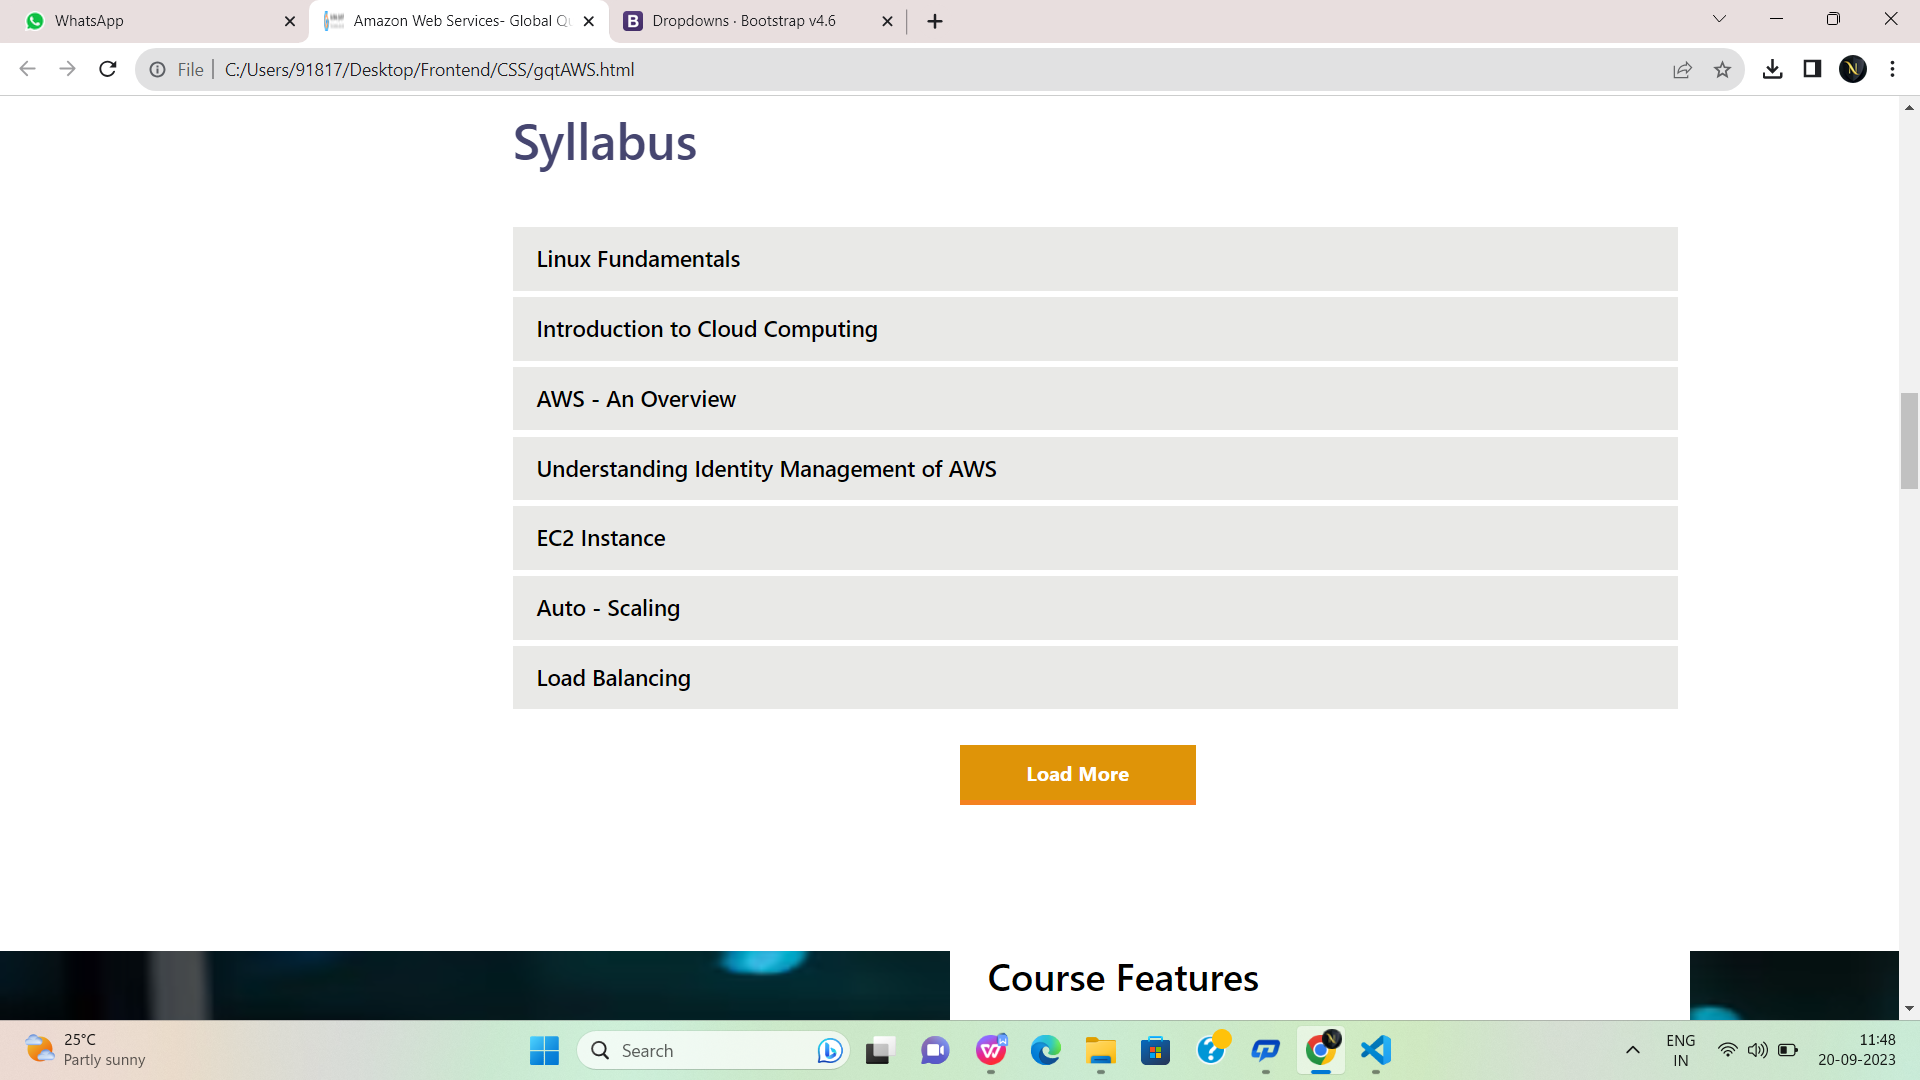 WhatsApp
Amazon Web Services- Global Qu
Dropdowns · Bootstrap v4.6
File
C:/Users/91817/Desktop/Frontend/CSS/gqtAWS.html
Syllabus
Linux Fundamentals
Introduction to Cloud Computing
AWS - An Overview
Understanding Identity Management of AWS
EC2 Instance
Auto - Scaling
Load Balancing
Load More
Course Features
25°C
Partly sunny
Search
ENG
IN
11:48
20-09-2023